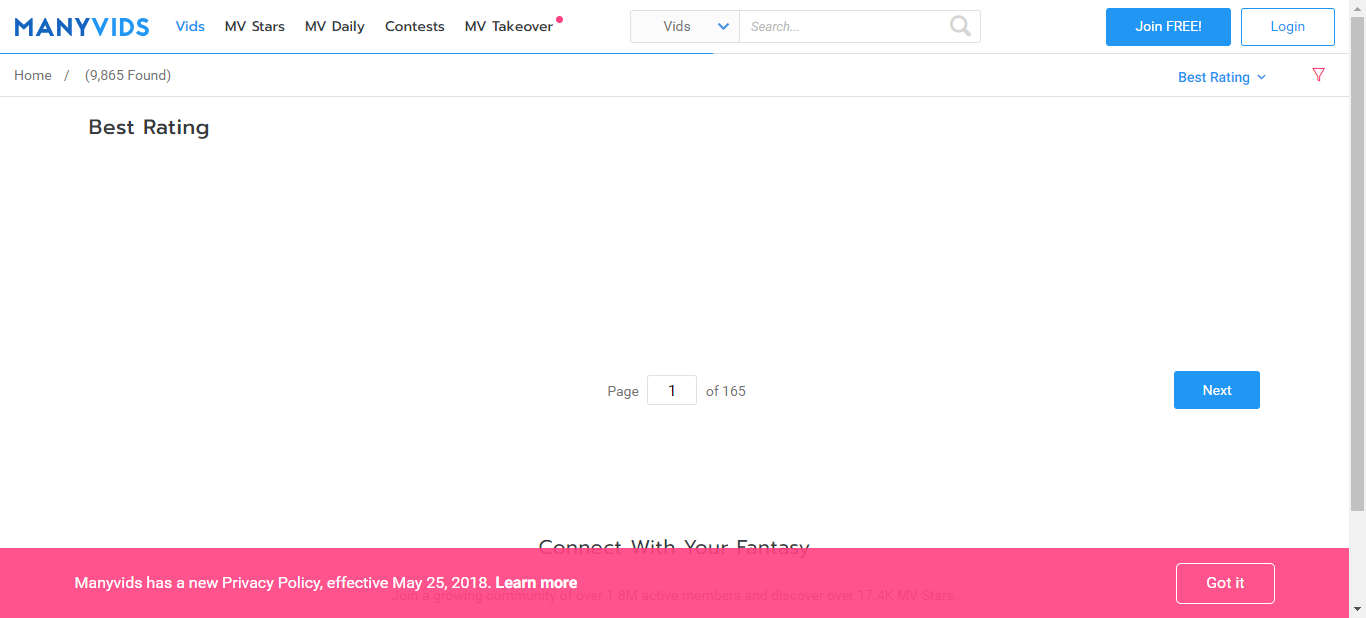 MANYVIDS Vids MV Stars MV Daily Contests MV Takeover Vids Search... Join FREE! Login
Home / (9,865 Found) Best Rating
Best Rating
Page 1 of 165 Next
Connect With Your Fantasy
Manyvids has a new Privacy Policy, effective May 25, 2018. Learn more Got it
Join a growing community of over 1.8M active members and discover over 17.4K MV Stars.